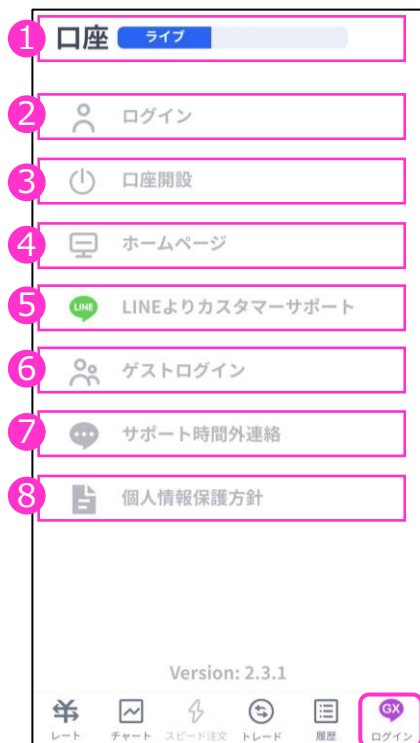 1 口座 ライブ
2 ログイン
3 口座開設
4 ホームページ
5 LINE LINEよりカスタマーサポート
6 ゲストログイン
7 サポート時間外連絡
8 個人情報保護方針
Version: 2.3.1
GX
レート チャート スピード注文 トレード 履歴 ログイン